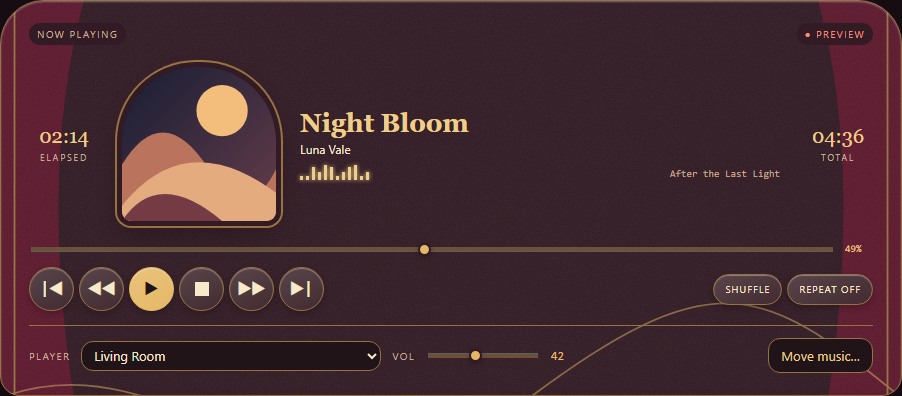 NOW PLAYING
PREVIEW
Night Bloom
02:14
04:36
Luna Vale
ELAPSED
TOTAL
After the Last Light
49%
SHUFFLE
REPEAT OFF
PLAYER
Living Room
VOL
42
Move music...